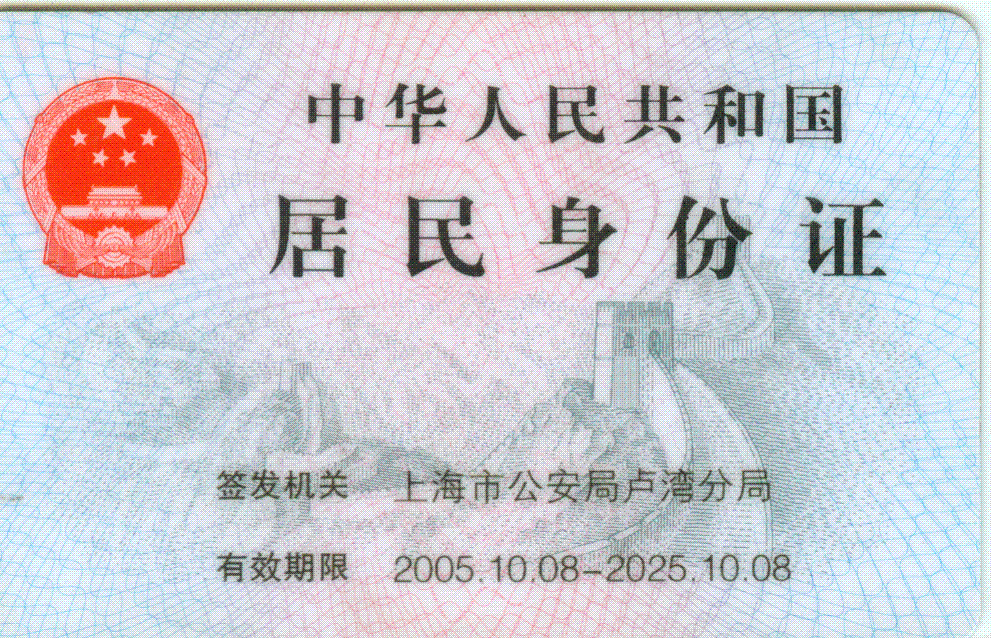 中华人民共和国
居民身份证
签发机关 上海市公安局卢湾分局
有效期限 2005.10.08-2025.10.08